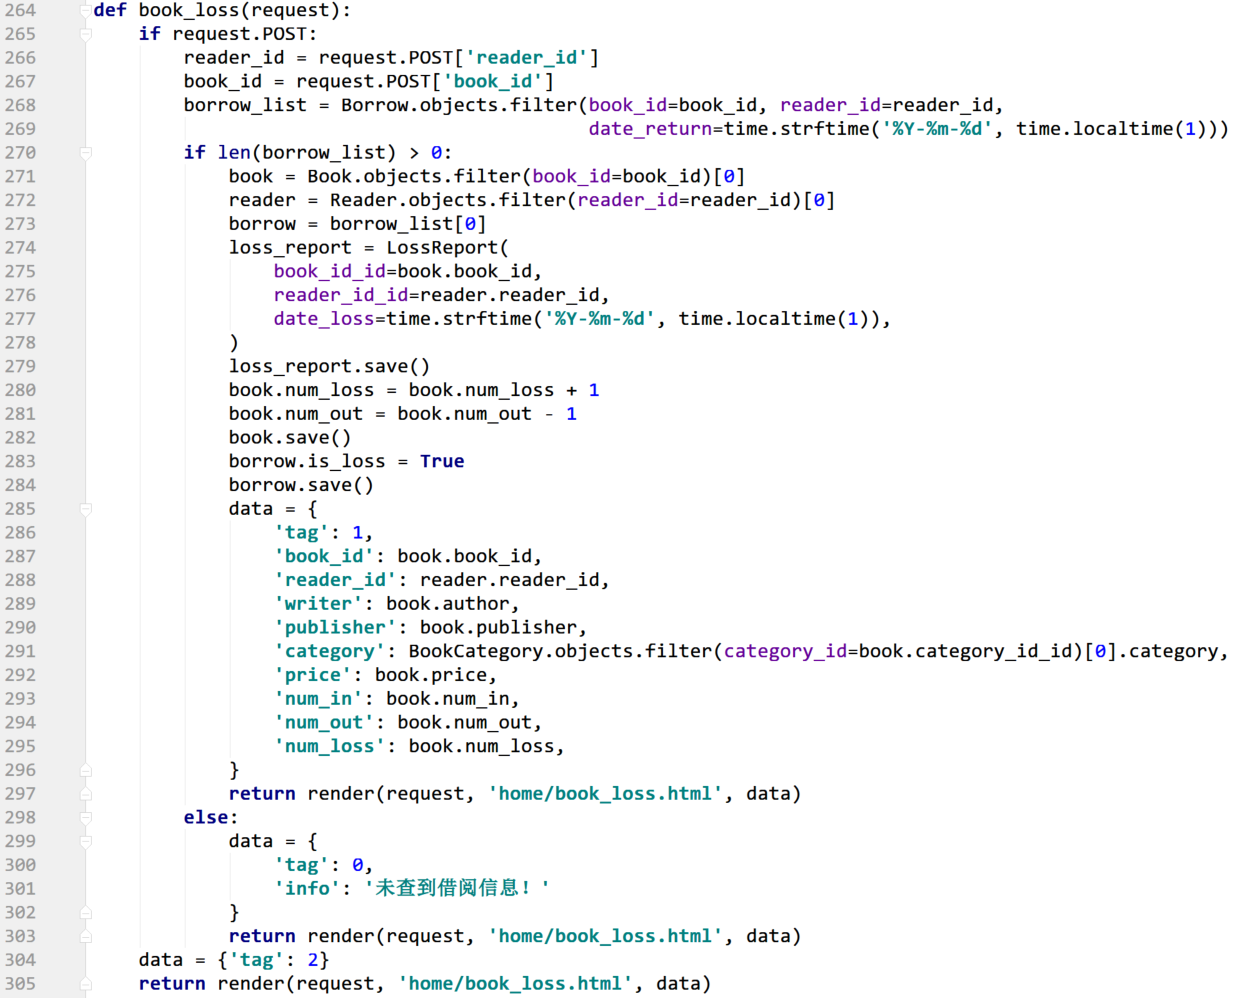 264 def book_loss(request):
265     if request.POST:
266         reader_id = request.POST['reader_id']
267         book_id = request.POST['book_id']
268         borrow_list = Borrow.objects.filter(book_id=book_id, reader_id=reader_id,
269                                             date_return=time.strftime('%Y-%m-%d', time.localtime(1)))
270         if len(borrow_list) > 0:
271             book = Book.objects.filter(book_id=book_id)[0]
272             reader = Reader.objects.filter(reader_id=reader_id)[0]
273             borrow = borrow_list[0]
274             loss_report = LossReport(
275                 book_id_id=book.book_id,
276                 reader_id_id=reader.reader_id,
277                 date_loss=time.strftime('%Y-%m-%d', time.localtime(1)),
278             )
279             loss_report.save()
280             book.num_loss = book.num_loss + 1
281             book.num_out = book.num_out - 1
282             book.save()
283             borrow.is_loss = True
284             borrow.save()
285             data = {
286                 'tag': 1,
287                 'book_id': book.book_id,
288                 'reader_id': reader.reader_id,
289                 'writer': book.author,
290                 'publisher': book.publisher,
291                 'category': BookCategory.objects.filter(category_id=book.category_id_id)[0].category,
292                 'price': book.price,
293                 'num_in': book.num_in,
294                 'num_out': book.num_out,
295                 'num_loss': book.num_loss,
296             }
297             return render(request, 'home/book_loss.html', data)
298         else:
299             data = {
300                 'tag': 0,
301                 'info': '未查到借阅信息！'
302             }
303             return render(request, 'home/book_loss.html', data)
304     data = {'tag': 2}
305     return render(request, 'home/book_loss.html', data)